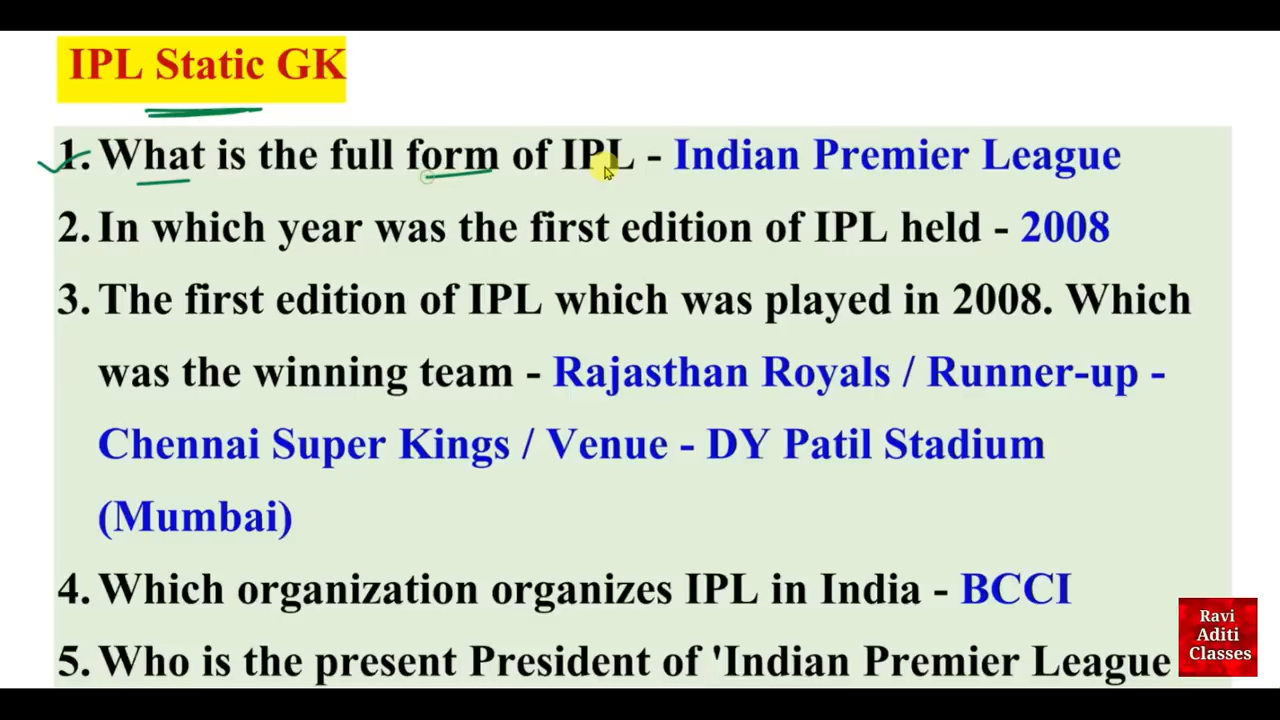 IPL Static GK
1. What is the full form of IPL - Indian Premier League
2. In which year was the first edition of IPL held - 2008
3. The first edition of IPL which was played in 2008. Which
was the winning team - Rajasthan Royals / Runner-up -
Chennai Super Kings / Venue - DY Patil Stadium
(Mumbai)
4. Which organization organizes IPL in India - BCCI
5. Who is the present President of 'Indian Premier League
Ravi
Aditi
Classes